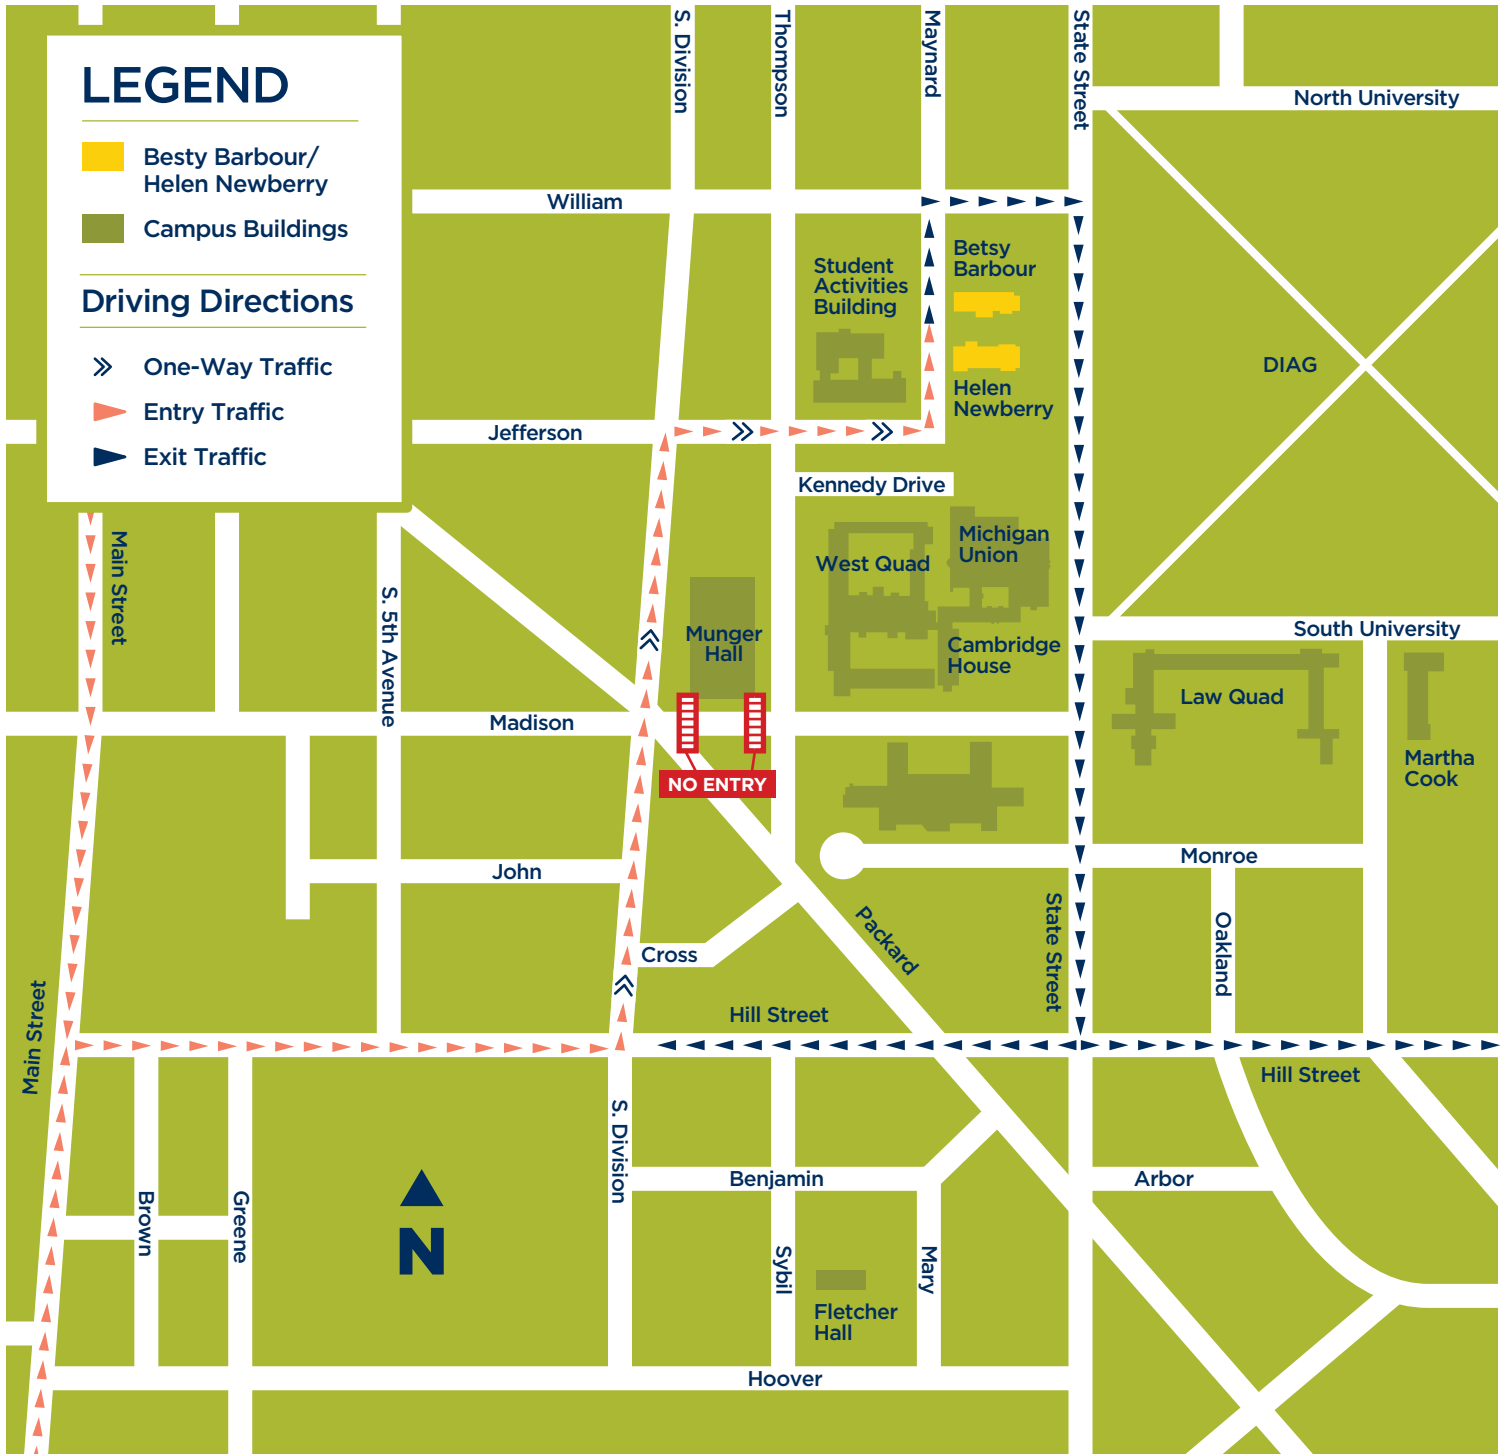 LEGEND
Besty Barbour/
Helen Newberry
Campus Buildings
Driving Directions
One-Way Traffic
Entry Traffic
Exit Traffic
S. Division
Thompson
Maynard
State Street
North University
William
Student
Activities
Building
Betsy
Barbour
Helen
Newberry
DIAG
Jefferson
Kennedy Drive
Main Street
S. 5th Avenue
West Quad
Michigan
Union
Munger
Hall
Cambridge
House
South University
Law Quad
Martha
Cook
Madison
NO ENTRY
John
Monroe
Packard
State Street
Oakland
Cross
Main Street
Hill Street
Hill Street
S. Division
Benjamin
Arbor
Brown
Greene
N
Sybil
Mary
Fletcher
Hall
Hoover